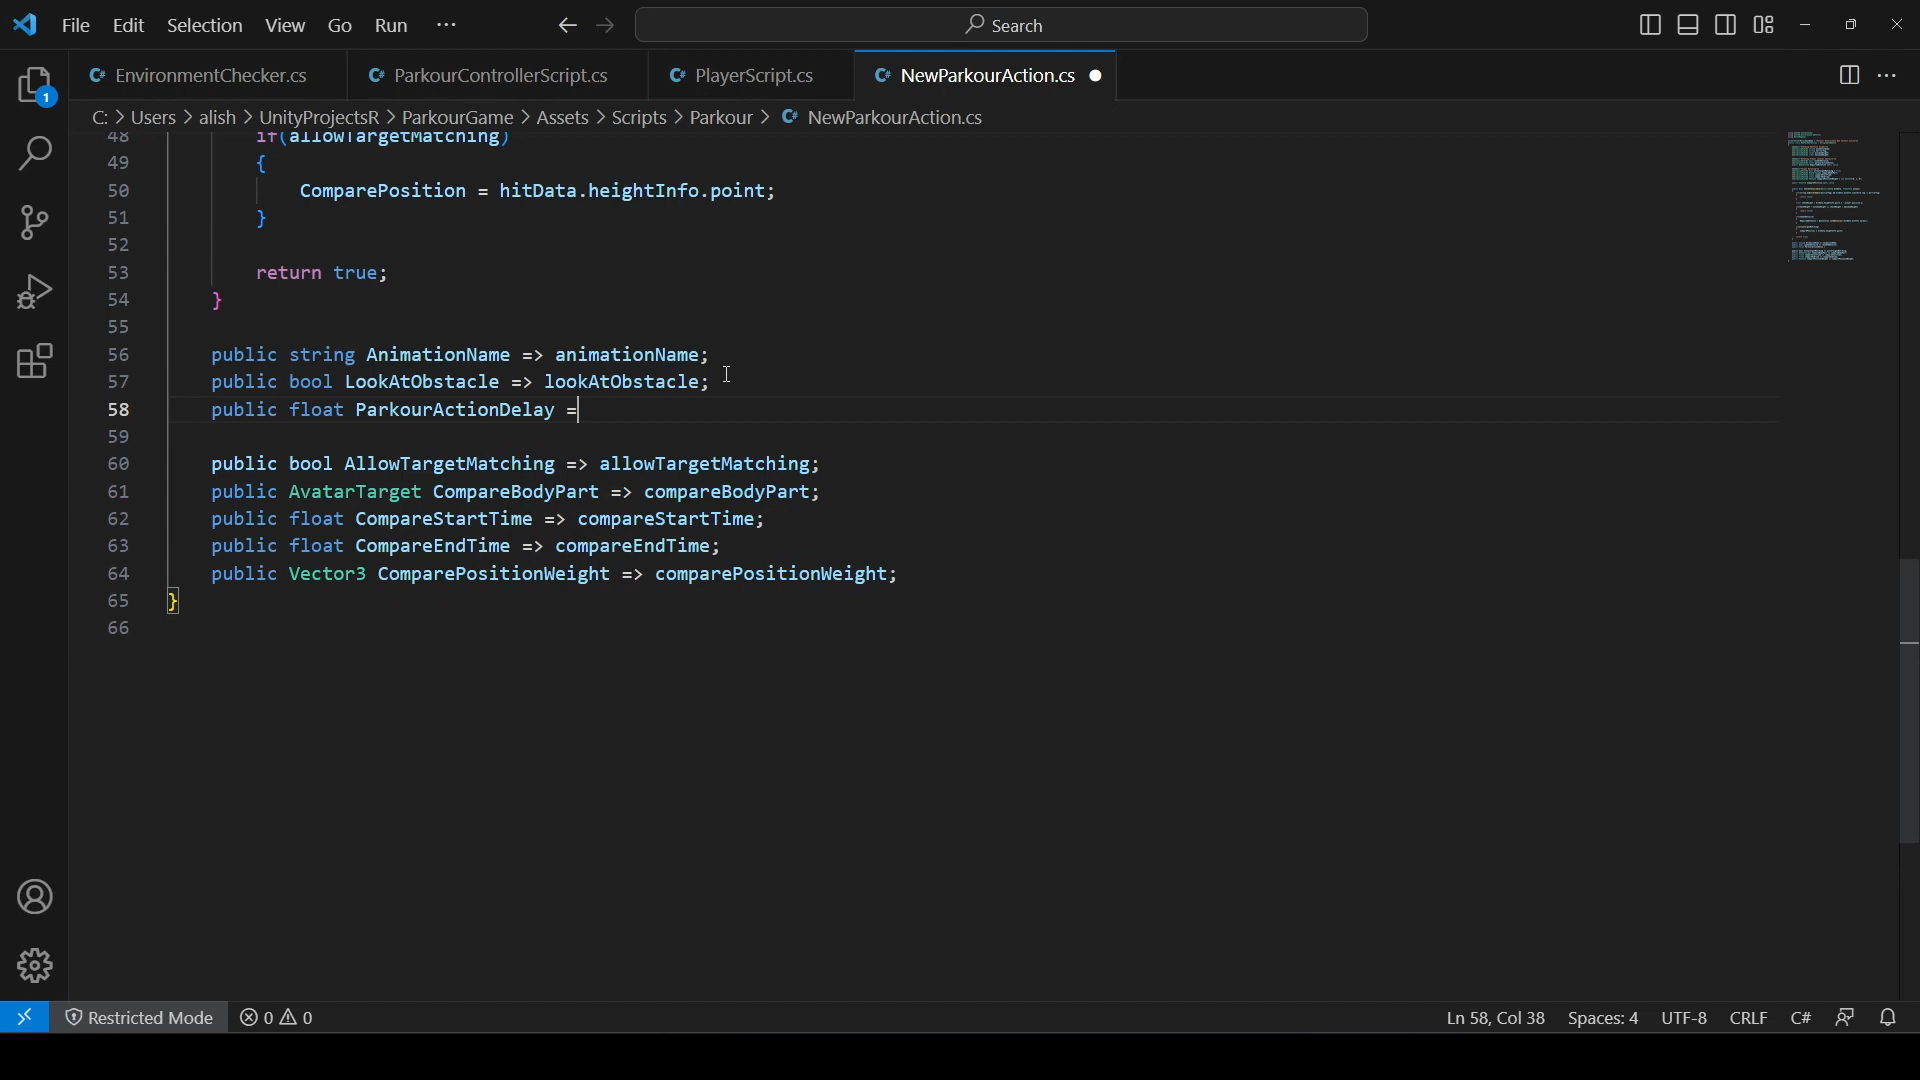 File Edit Selection View Go Run ··· Search
EnvironmentChecker.cs ParkourControllerScript.cs PlayerScript.cs NewParkourAction.cs
C: > Users > alish > UnityProjectsR > ParkourGame > Assets > Scripts > Parkour > NewParkourAction.cs
48 if(allowTargetMatching)
49 {
50 ComparePosition = hitData.heightInfo.point;
51 }
52
53 return true;
54 }
55
56 public string AnimationName => animationName;
57 public bool LookAtObstacle => lookAtObstacle;
58 public float ParkourActionDelay =
59
60 public bool AllowTargetMatching => allowTargetMatching;
61 public AvatarTarget CompareBodyPart => compareBodyPart;
62 public float CompareStartTime => compareStartTime;
63 public float CompareEndTime => compareEndTime;
64 public Vector3 ComparePositionWeight => comparePositionWeight;
65 }
66
1
Restricted Mode 0 0 Ln 58, Col 38 Spaces: 4 UTF-8 CRLF C#